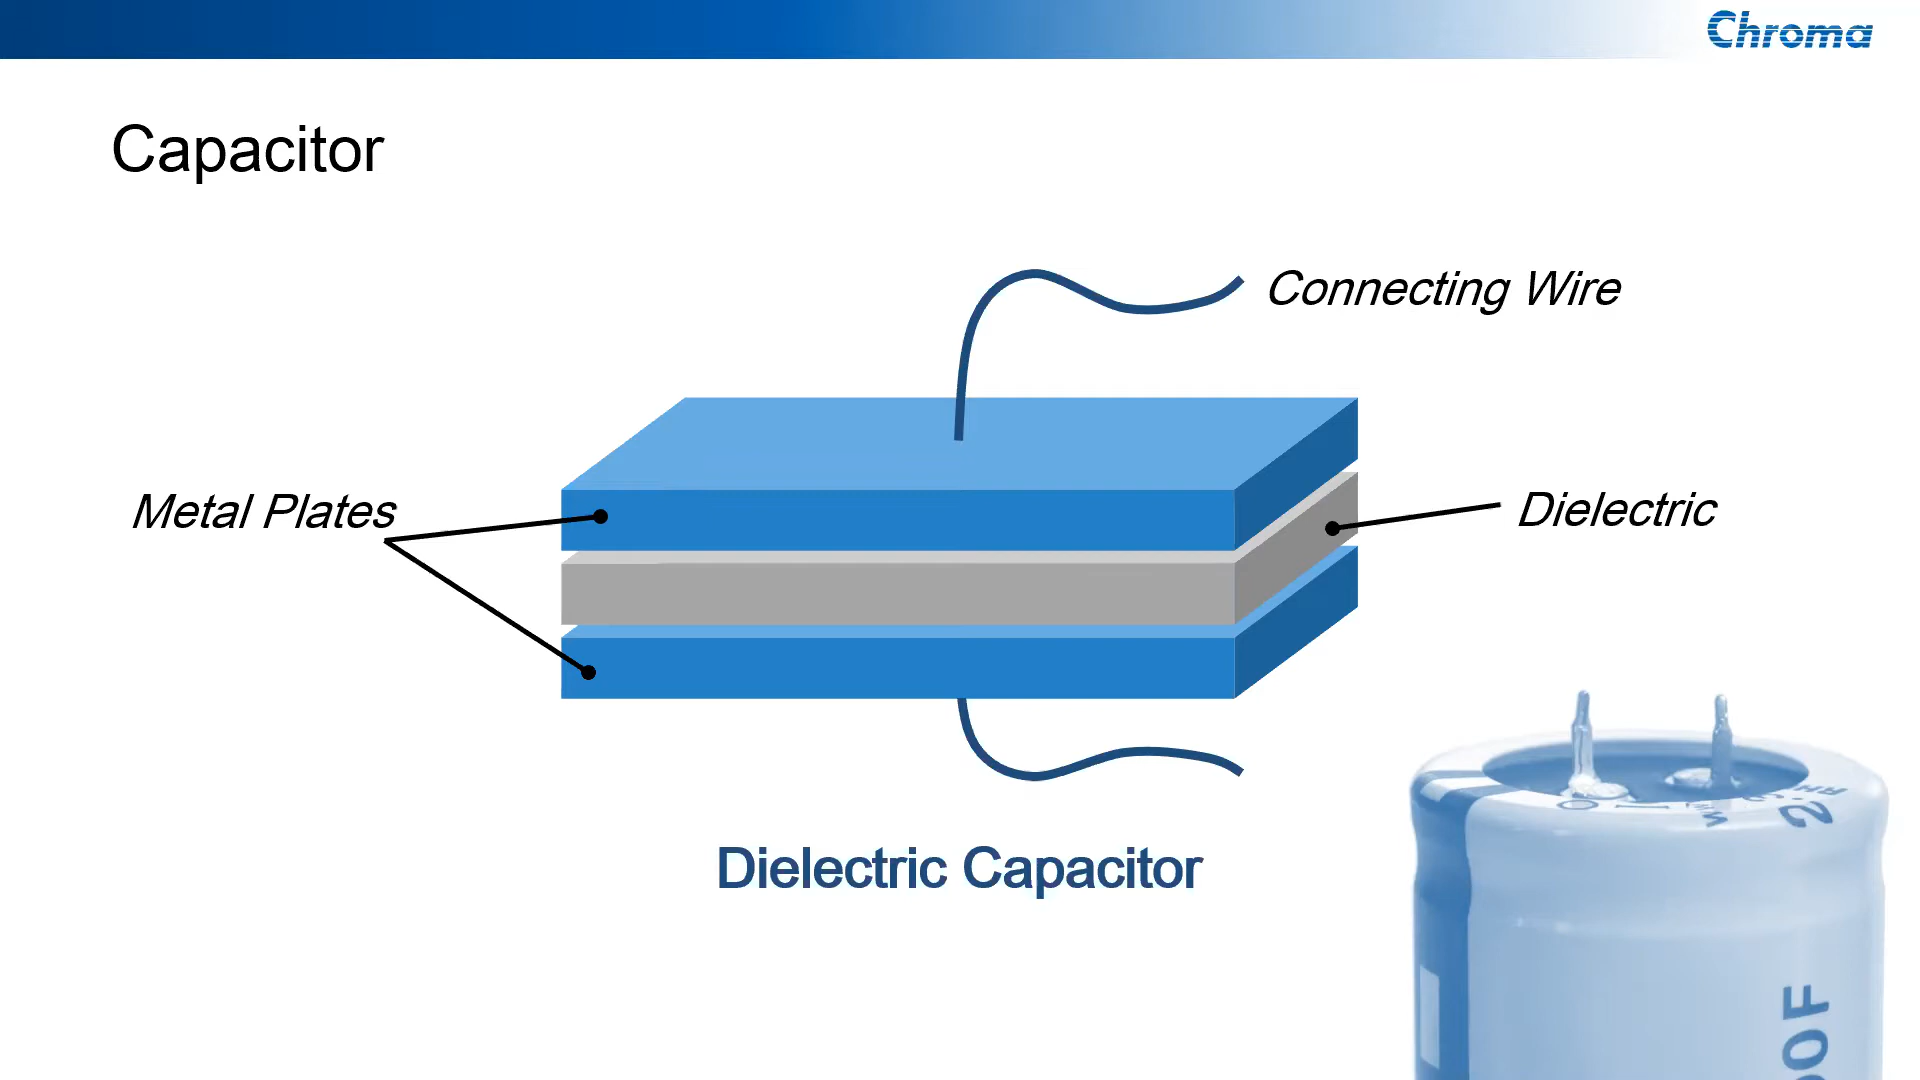 Chroma
Capacitor
Connecting Wire
Metal Plates
Dielectric
Dielectric Capacitor